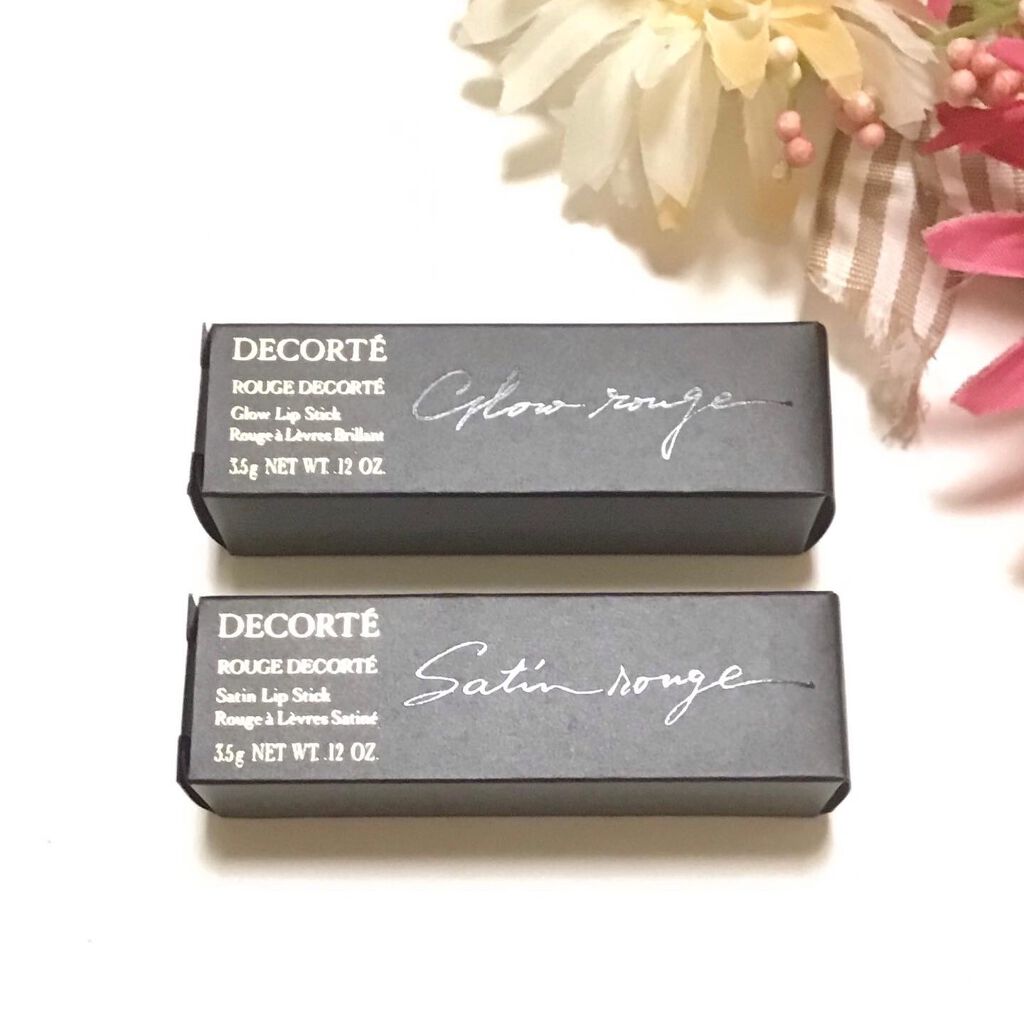 DECORTÉ
ROUGE DECORTÉ
Glow Lip Stick
Rouge à Lèvres Brillant
3.5g NET WT. .12 OZ.
Glow rouge
DECORTÉ
ROUGE DECORTÉ
Satin Lip Stick
Rouge à Lèvres Satiné
3.5g NET WT. .12 OZ.
Satin rouge